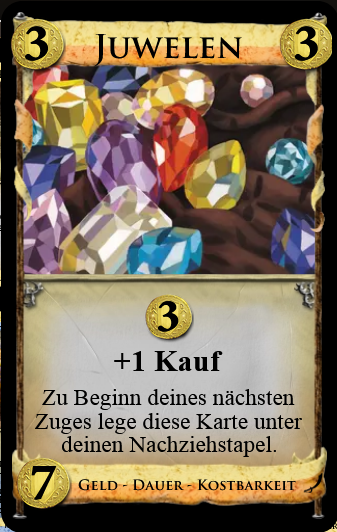 3 Juwelen 3
3
+1 Kauf
Zu Beginn deines nächsten
Zuges lege diese Karte unter
deinen Nachziehstapel.
7 Geld - Dauer - Kostbarkeit